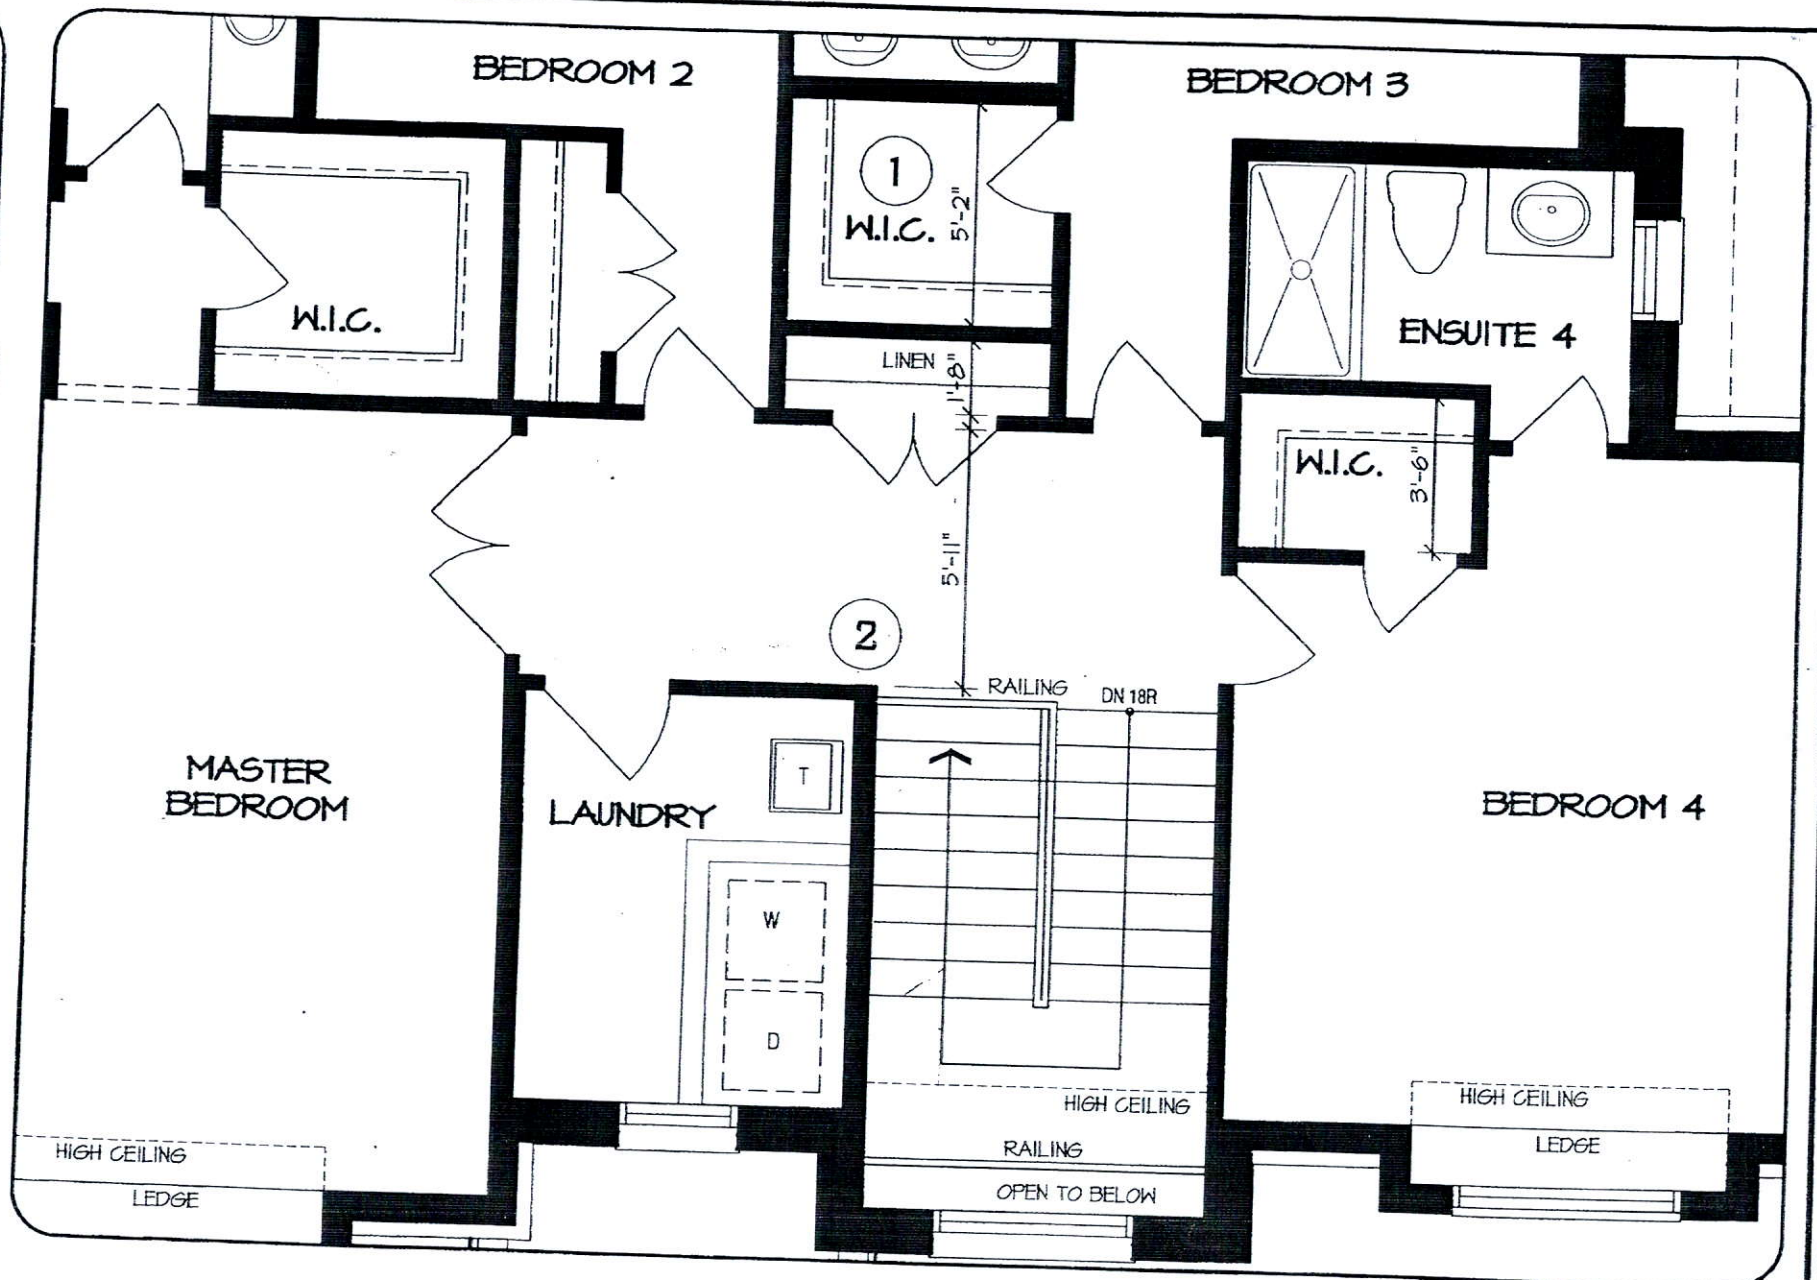 BEDROOM 2
BEDROOM 3
1
W.I.C.
5'-2"
W.I.C.
ENSUITE 4
LINEN
1'-8"
W.I.C.
3'-6"
5'-11"
2
RAILING
DN 18R
MASTER
BEDROOM
LAUNDRY
T
BEDROOM 4
W
D
HIGH CEILING
HIGH CEILING
RAILING
LEDGE
HIGH CEILING
LEDGE
OPEN TO BELOW